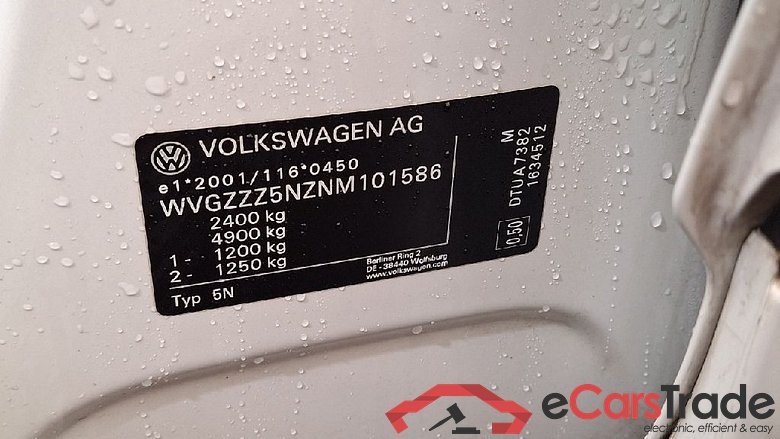 VOLKSWAGEN AG
e1*2001/116*0450
WVGZZZ5NZNM101586
2400 kg
4900 kg
1 - 1200 kg
2 - 1250 kg
Typ 5N
Berliner Ring 2
DE - 38440 Wolfsburg
www.volkswagen.com
0,50
DTUA7382 M
1634512
eCarsTrade
electronic, efficient & easy